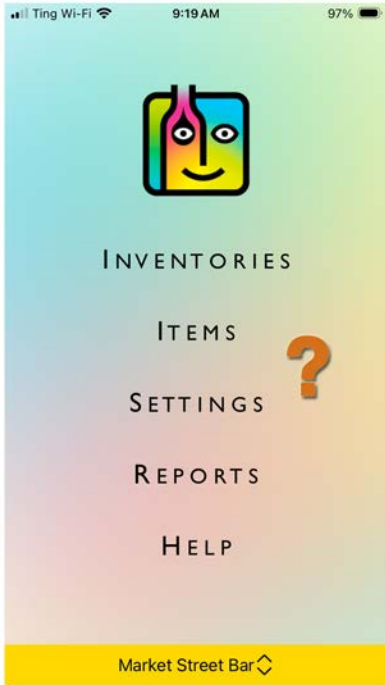 Ting Wi-Fi 9:19 AM 97%
INVENTORIES
ITEMS
?
SETTINGS
REPORTS
HELP
Market Street Bar